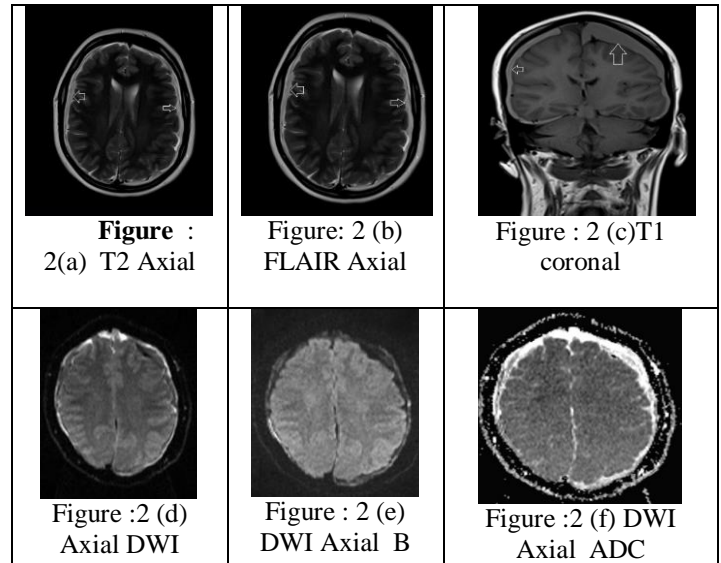 Figure :
2(a) T2 Axial
Figure: 2 (b)
FLAIR Axial
Figure : 2 (c)T1
coronal
Figure :2 (d)
Axial DWI
Figure : 2 (e)
DWI Axial B
Figure :2 (f) DWI
Axial ADC